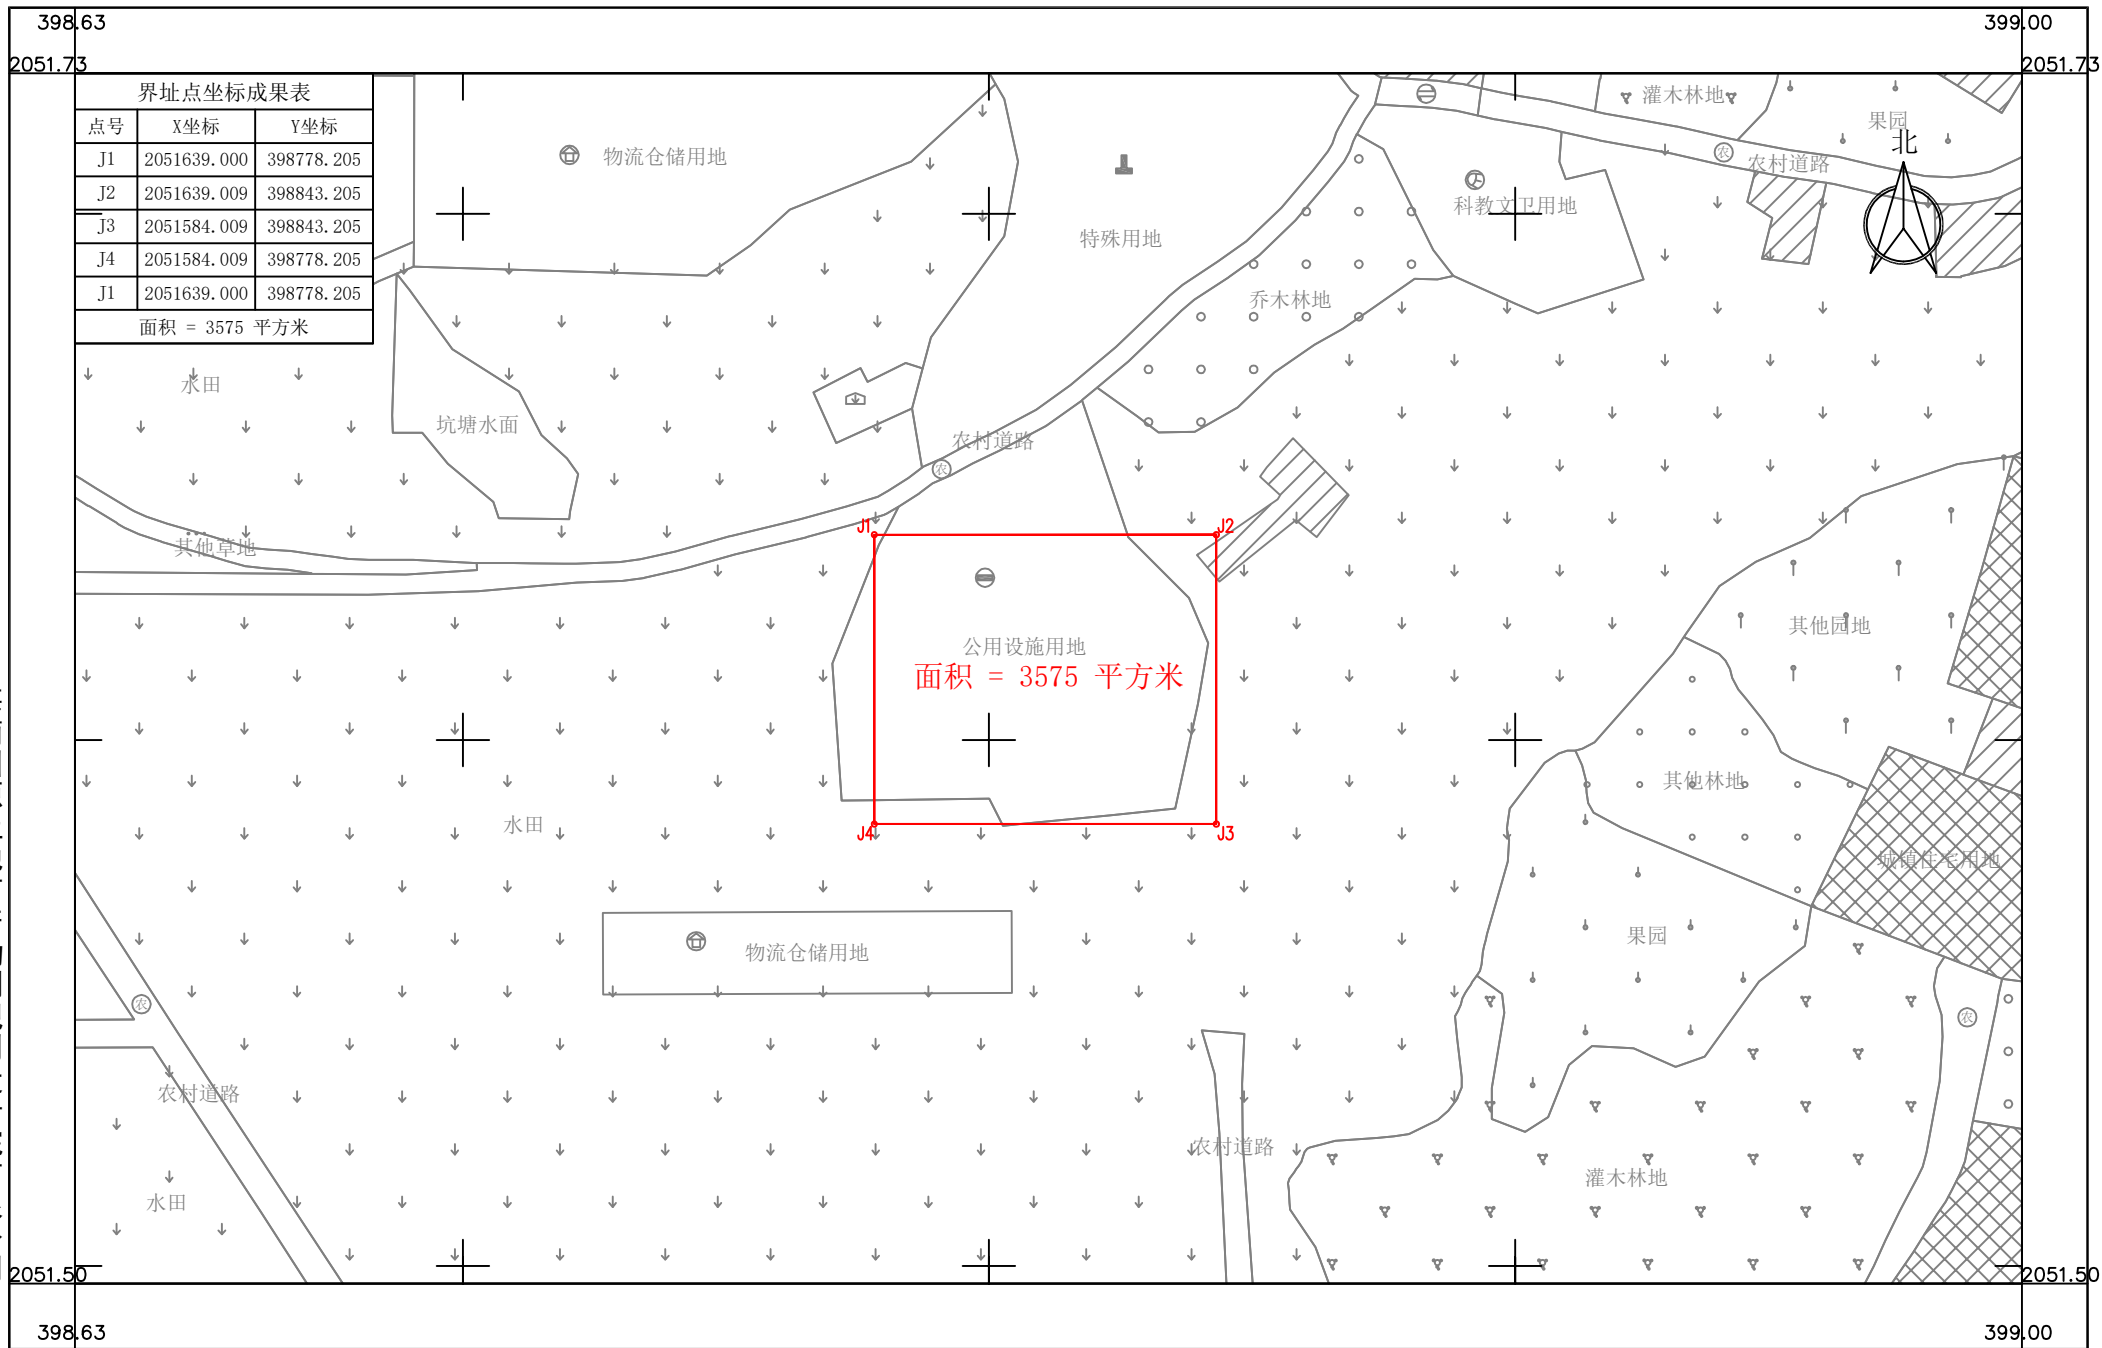 398.63
399.00
2051.73
2051.73
界址点坐标成果表
点号 X坐标 Y坐标
J1 2051639.000 398778.205
J2 2051639.009 398843.205
J3 2051584.009 398843.205
J4 2051584.009 398778.205
J1 2051639.000 398778.205
面积 = 3575 平方米
灌木林地
果园
北
物流仓储用地
农
农村道路
科教文卫用地
特殊用地
乔木林地
水田
坑塘水面
农村道路
农
其他草地
J1
J2
公用设施用地
面积 = 3575 平方米
其他园地
其他林地
J4
J3
水田
城镇住宅用地
果园
物流仓储用地
农
农
农村道路
农村道路
灌木林地
水田
2051.50
2051.50
398.63
399.00